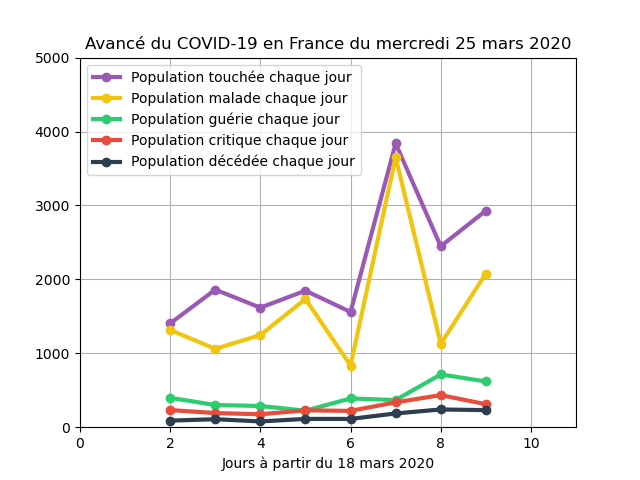 Avancé du COVID-19 en France du mercredi 25 mars 2020
5000
4000
3000
2000
1000
0
Population touchée chaque jour
Population malade chaque jour
Population guérie chaque jour
Population critique chaque jour
Population décédée chaque jour
0 2 4 6 8 10
Jours à partir du 18 mars 2020